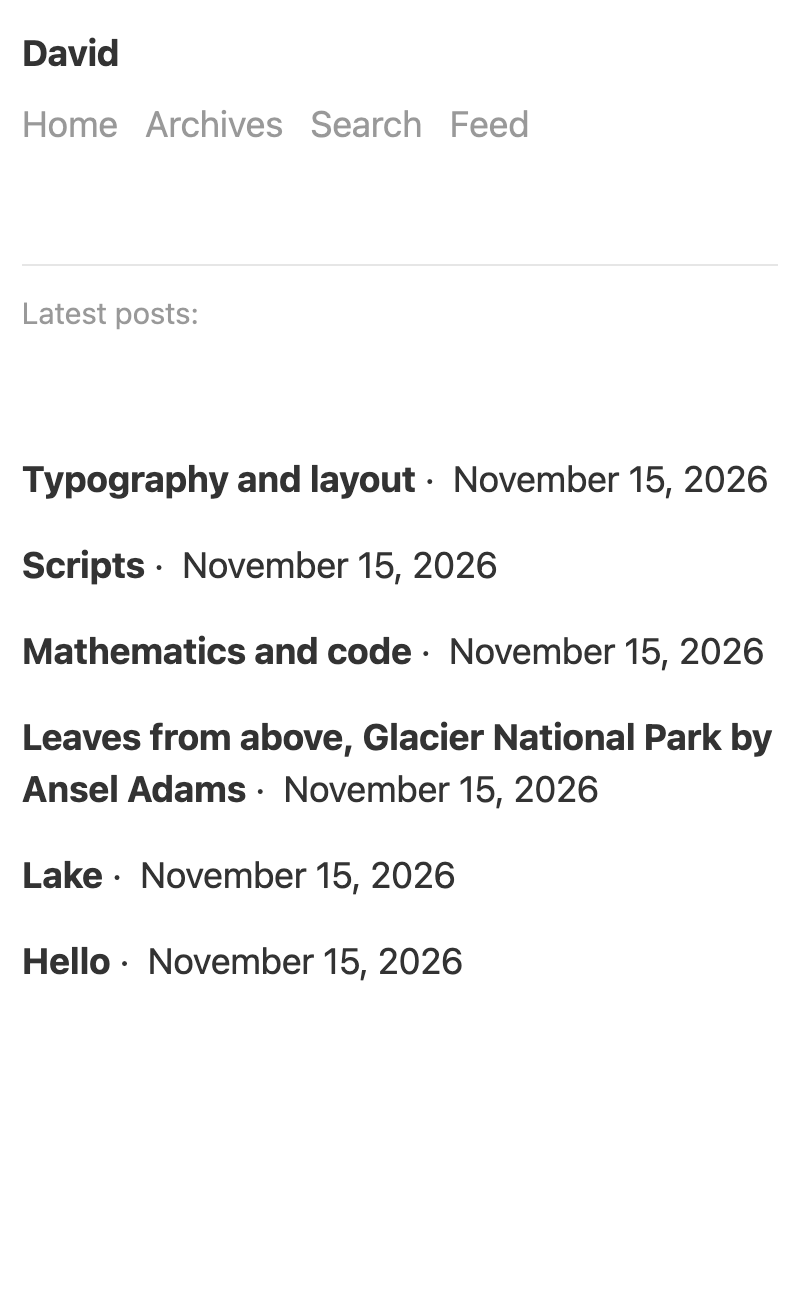 David
Home Archives Search Feed
Latest posts:
Typography and layout · November 15, 2026
Scripts · November 15, 2026
Mathematics and code · November 15, 2026
Leaves from above, Glacier National Park by
Ansel Adams · November 15, 2026
Lake · November 15, 2026
Hello · November 15, 2026